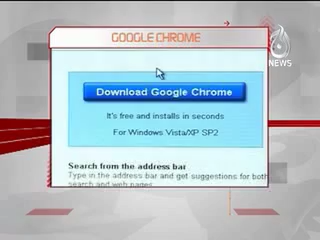 GOOGLE CHROME
NEWS
Download Google Chrome
It's free and installs in seconds
For Windows Vista/XP SP2
Search from the address bar
Type in the address bar and get suggestions for both
search and web pages